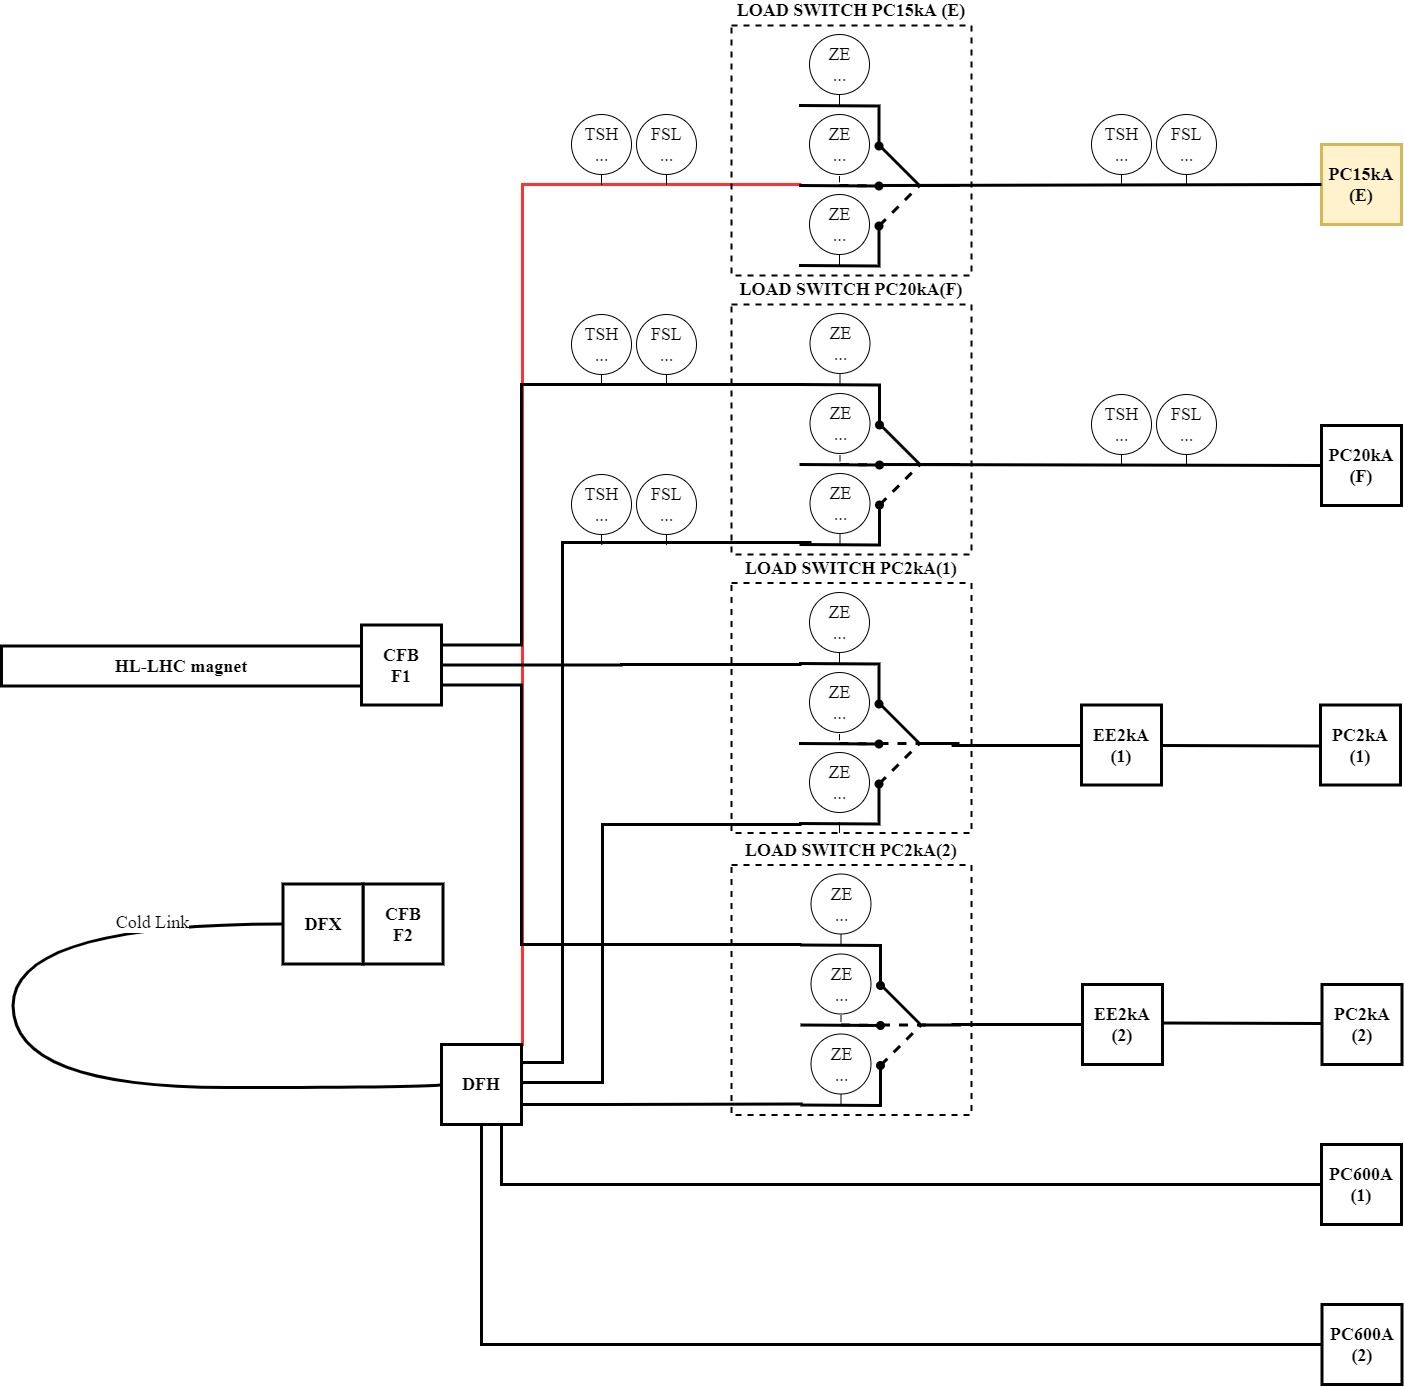 LOAD SWITCH PC15kA (E)
ZE
...
TSH
...
FSL
...
ZE
...
TSH
...
FSL
...
PC15kA
(E)
ZE
...
LOAD SWITCH PC20kA(F)
TSH
...
FSL
...
ZE
...
ZE
...
TSH
...
FSL
...
PC20kA
(F)
TSH
...
FSL
...
ZE
...
LOAD SWITCH PC2kA(1)
ZE
...
HL-LHC magnet
CFB
F1
ZE
...
EE2kA
(1)
PC2kA
(1)
ZE
...
LOAD SWITCH PC2kA(2)
ZE
...
Cold Link
DFX
CFB
F2
ZE
...
EE2kA
(2)
PC2kA
(2)
ZE
...
DFH
PC600A
(1)
PC600A
(2)